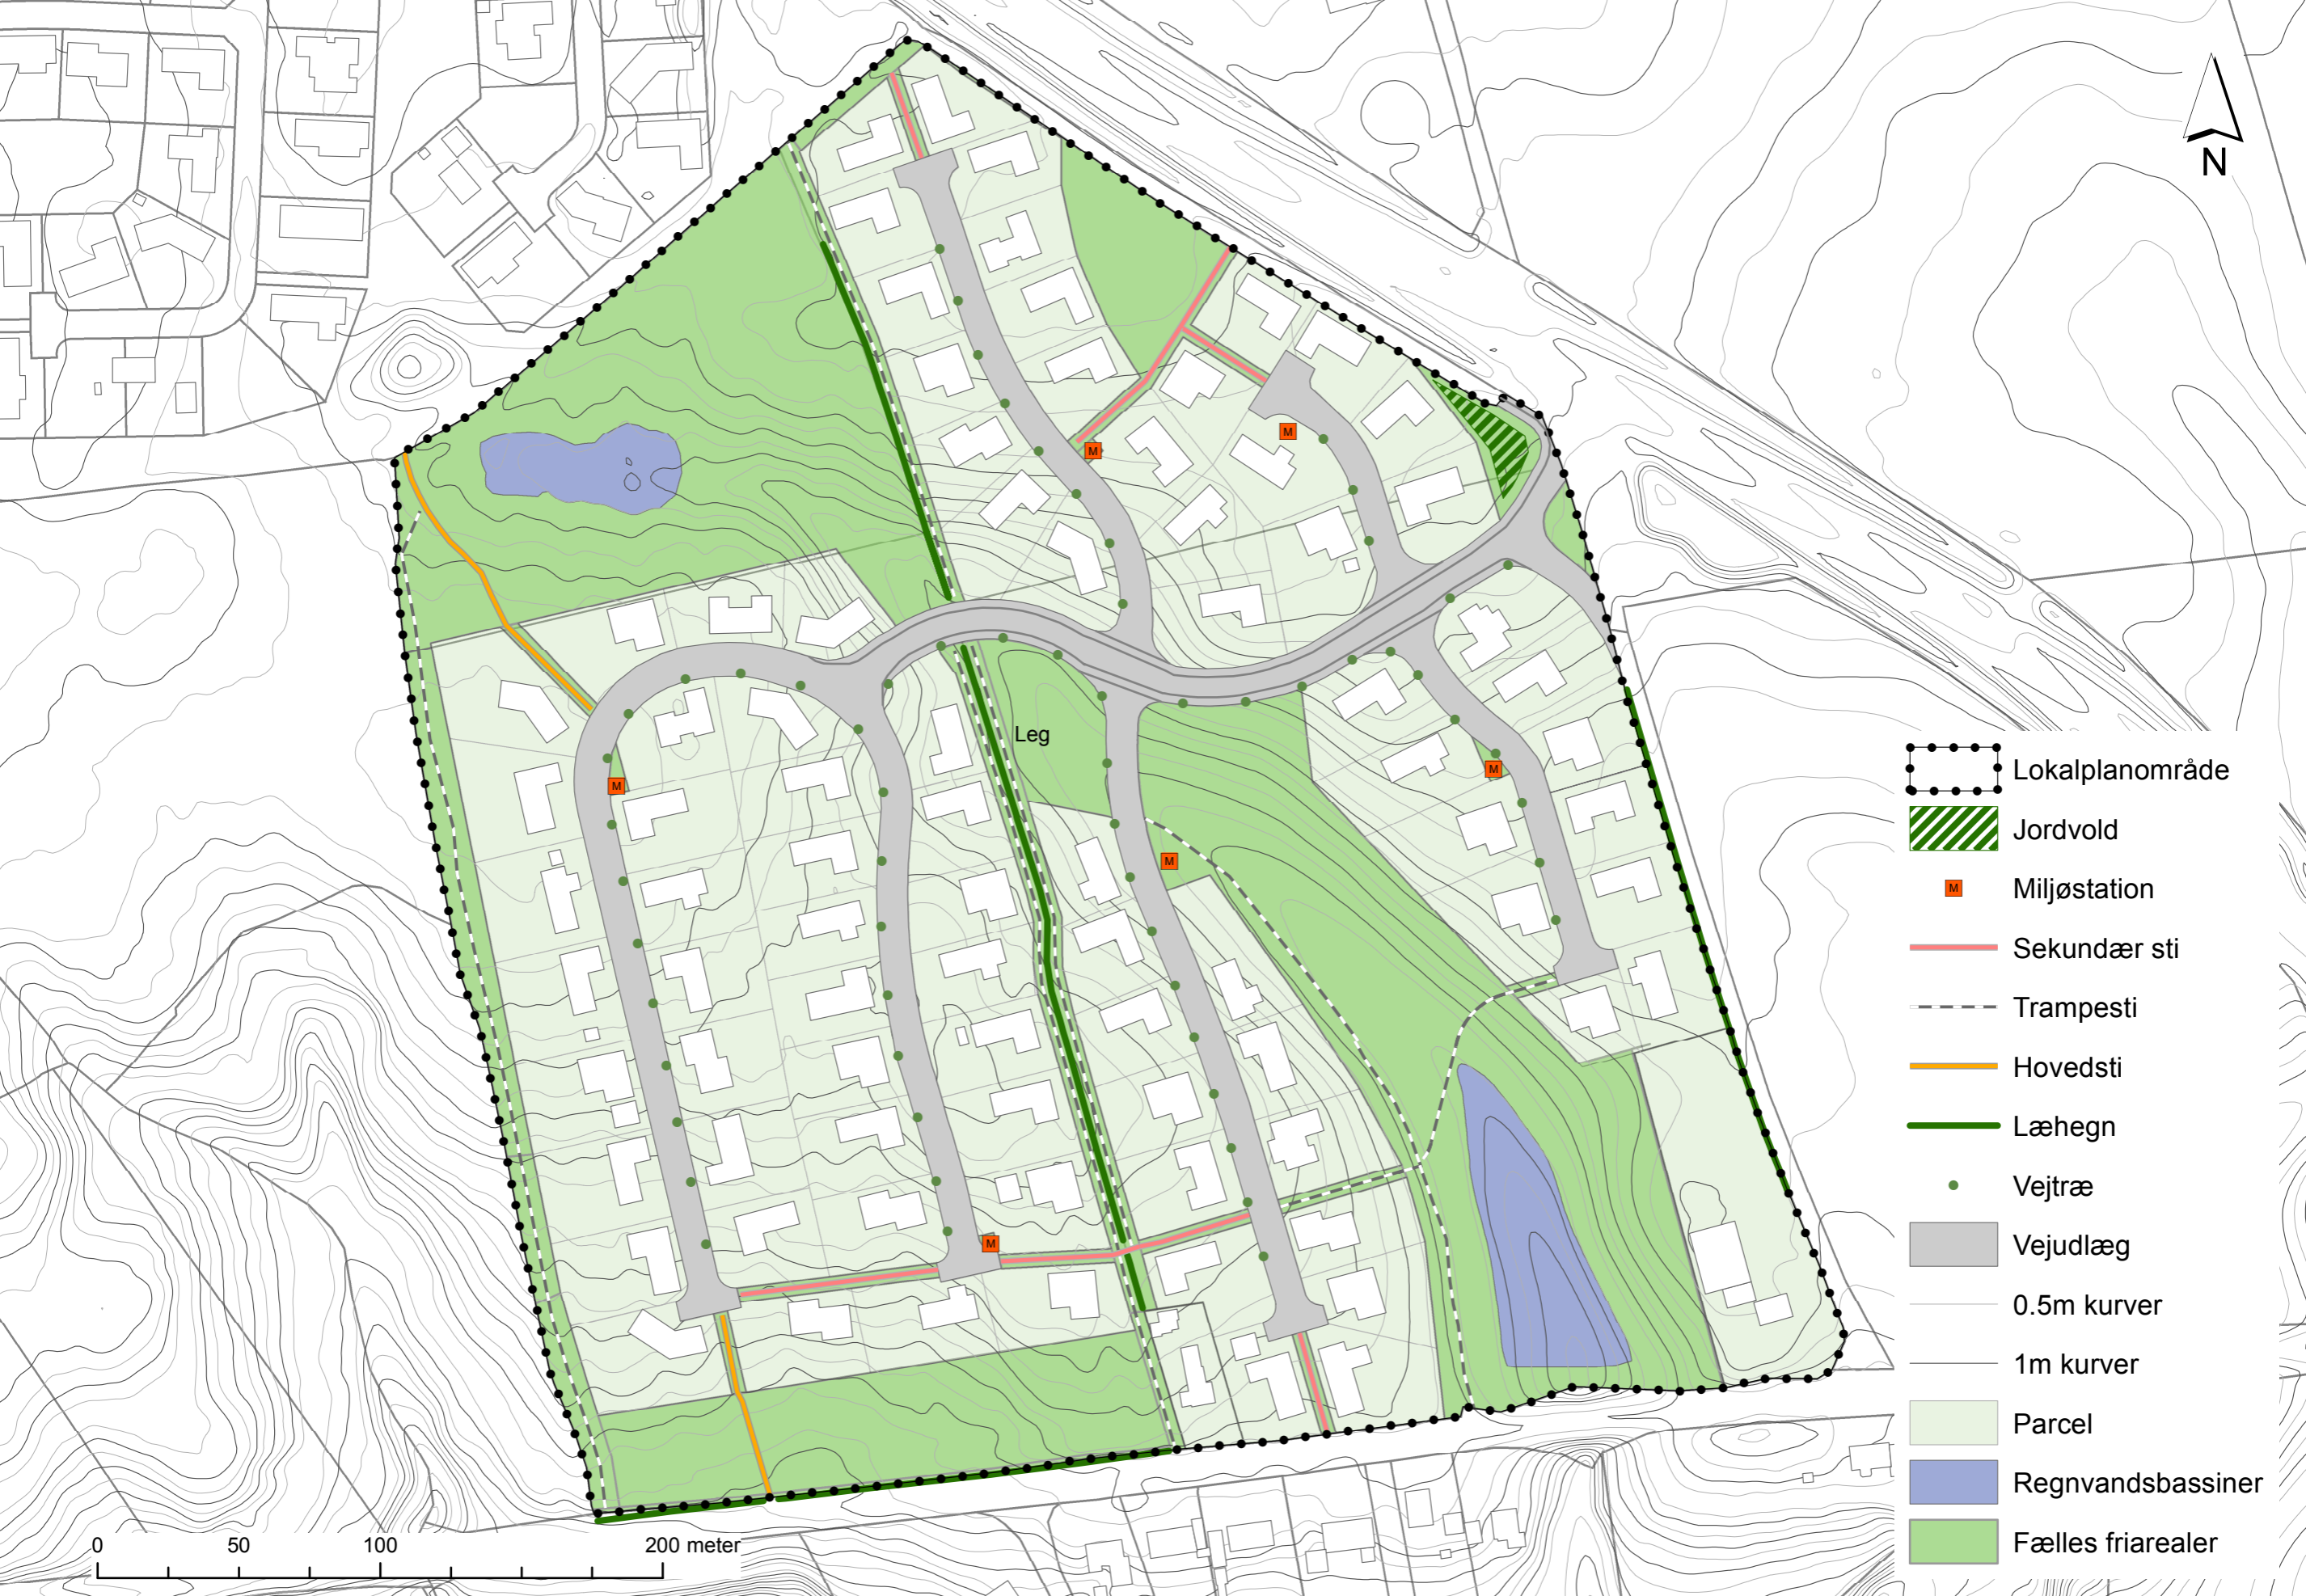 N
M
M
Leg
M
M
M
M
Lokalplanområde
Jordvold
M Miljøstation
Sekundær sti
Trampesti
Hovedsti
Læhegn
Vejtræ
Vejudlæg
0.5m kurver
1m kurver
Parcel
Regnvandsbassiner
Fælles friarealer
0 50 100 200 meter